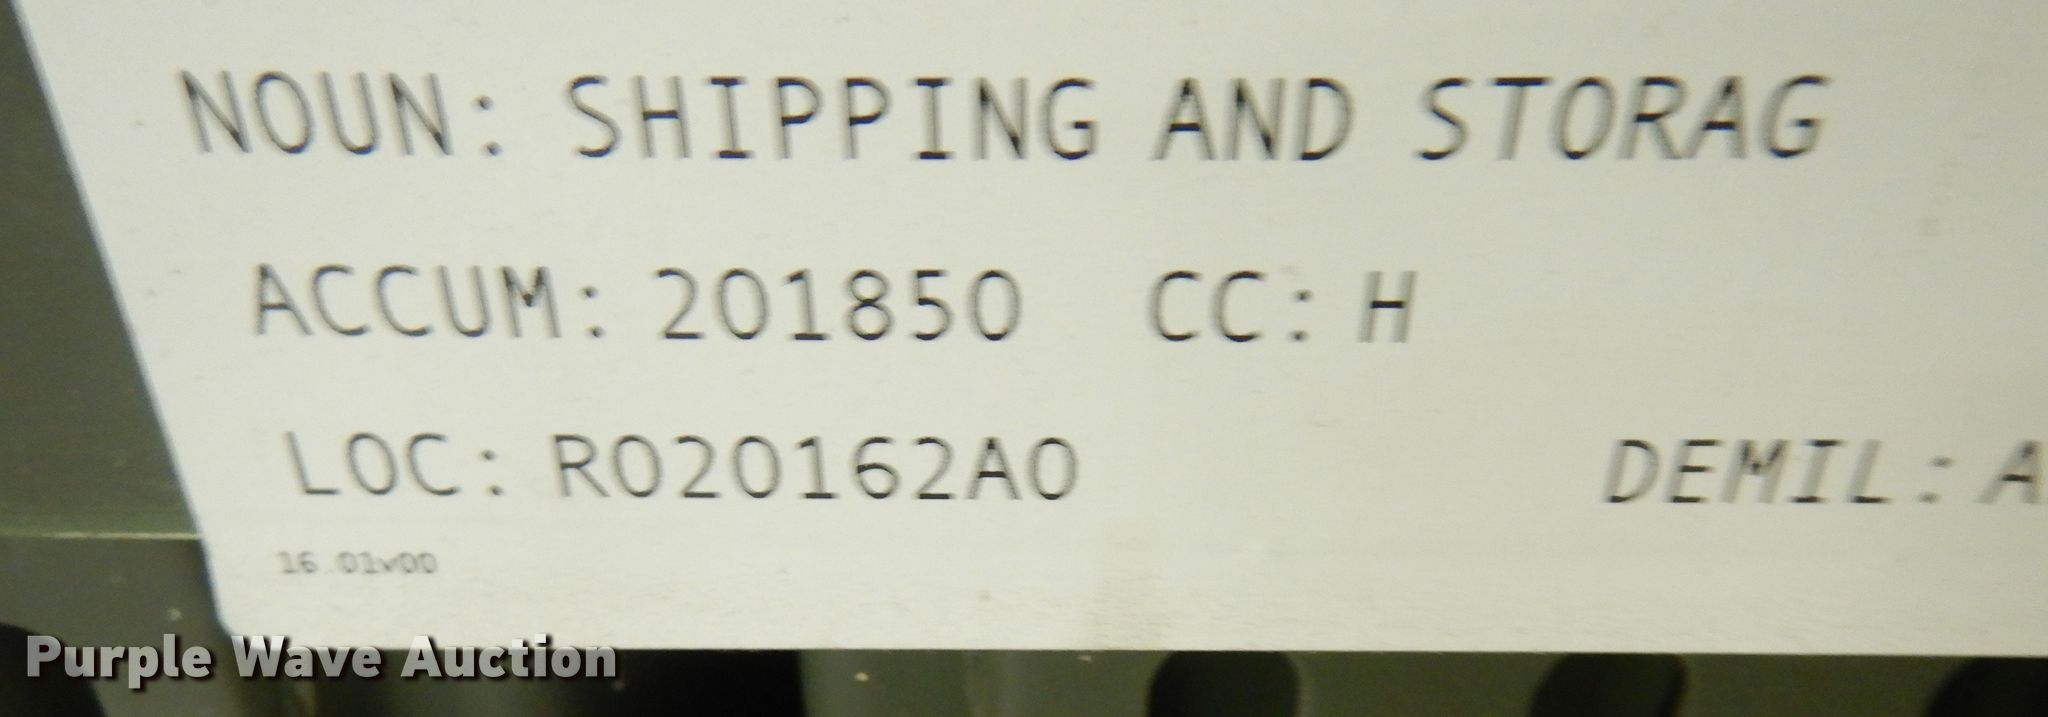 NOUN: SHIPPING AND STORAG
ACCUM: 201850 CC: H
LOC: R020162A0 DEMIL: A
16.01v00
Purple Wave Auction